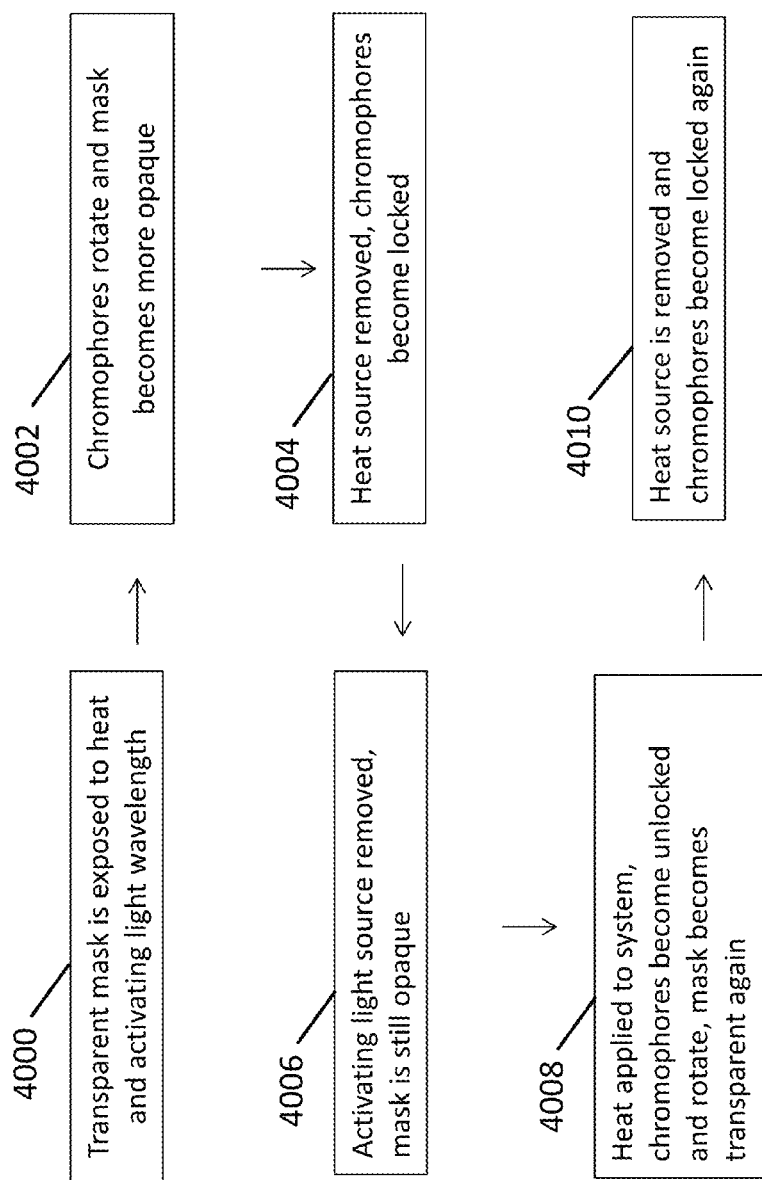 4000
Transparent mask is exposed to heat
and activating light wavelength
4002
Chromophores rotate and mask
becomes more opaque
4004
Heat source removed, chromophores
become locked
4006
Activating light source removed,
mask is still opaque
4008
Heat applied to system,
chromophores become unlocked
and rotate, mask becomes
transparent again
4010
Heat source is removed and
chromophores become locked again